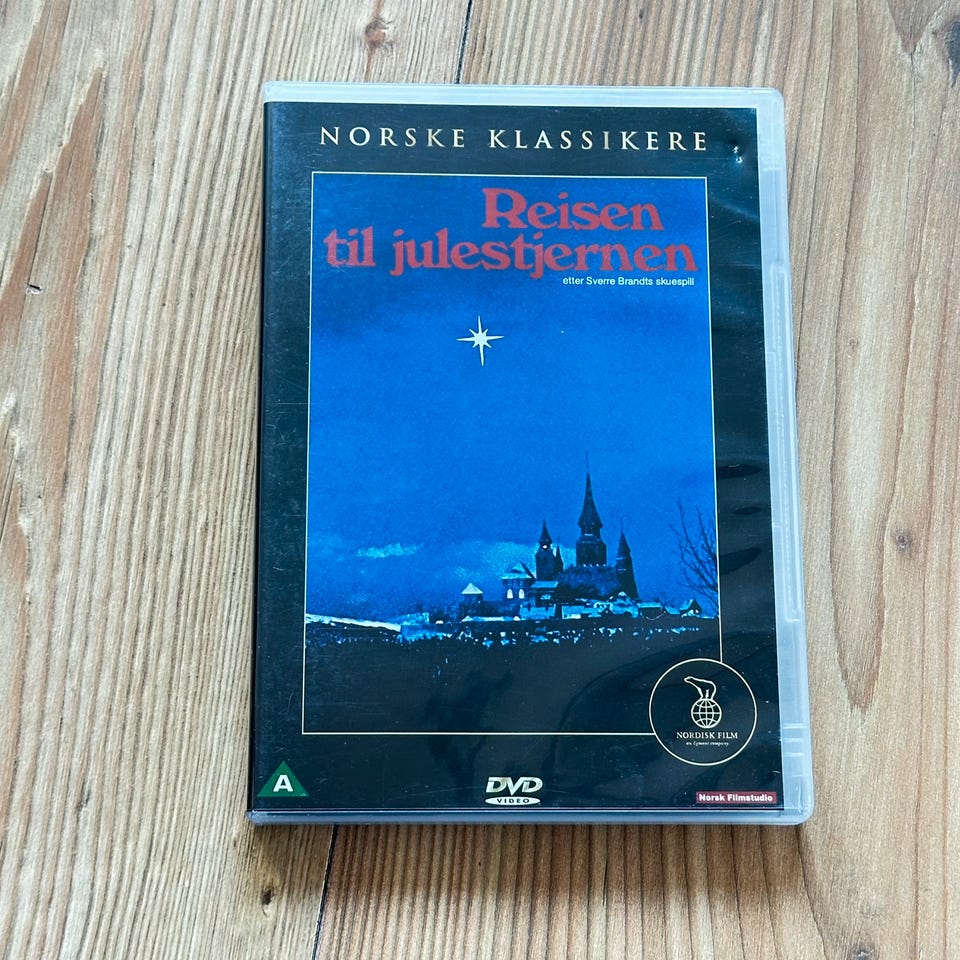 NORSKE KLASSIKERE
Reisen
til julestjernen
etter Sverre Brandts skuespill
NORDISK FILM
an Egmont company
A
DVD
VIDEO
Norsk Filmstudio